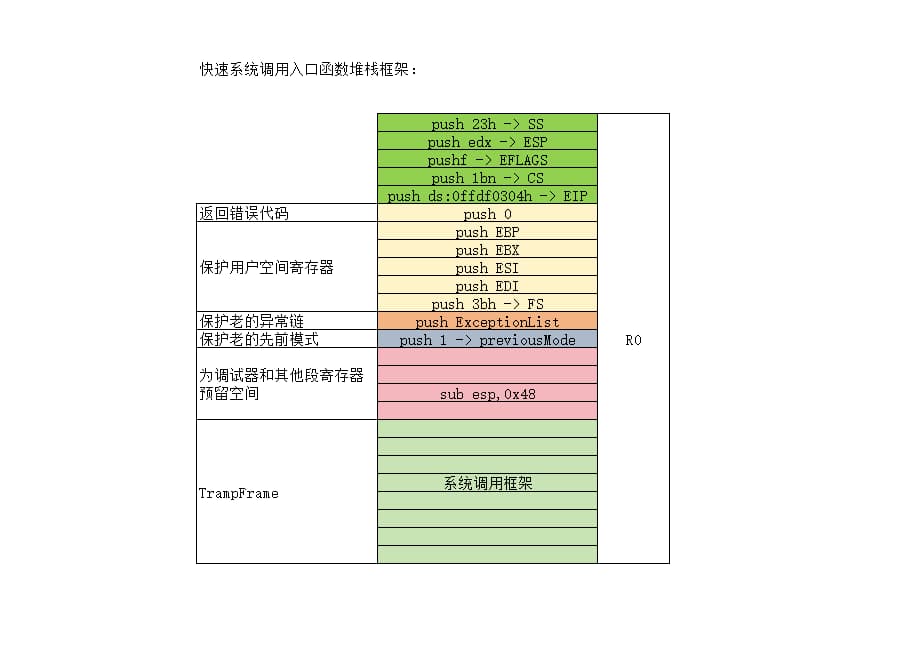 快速系统调用入口函数堆栈框架：
push 23h -> SS
push edx -> ESP
pushf -> EFLAGS
push 1bn -> CS
push ds:0ffdf0304h -> EIP
返回错误代码
push 0
保护用户空间寄存器
push EBP
push EBX
push ESI
push EDI
push 3bh -> FS
保护老的异常链
push ExceptionList
保护老的先前模式
push 1 -> previousMode
R0
为调试器和其他段寄存器
预留空间
sub esp,0x48
TrampFrame
系统调用框架